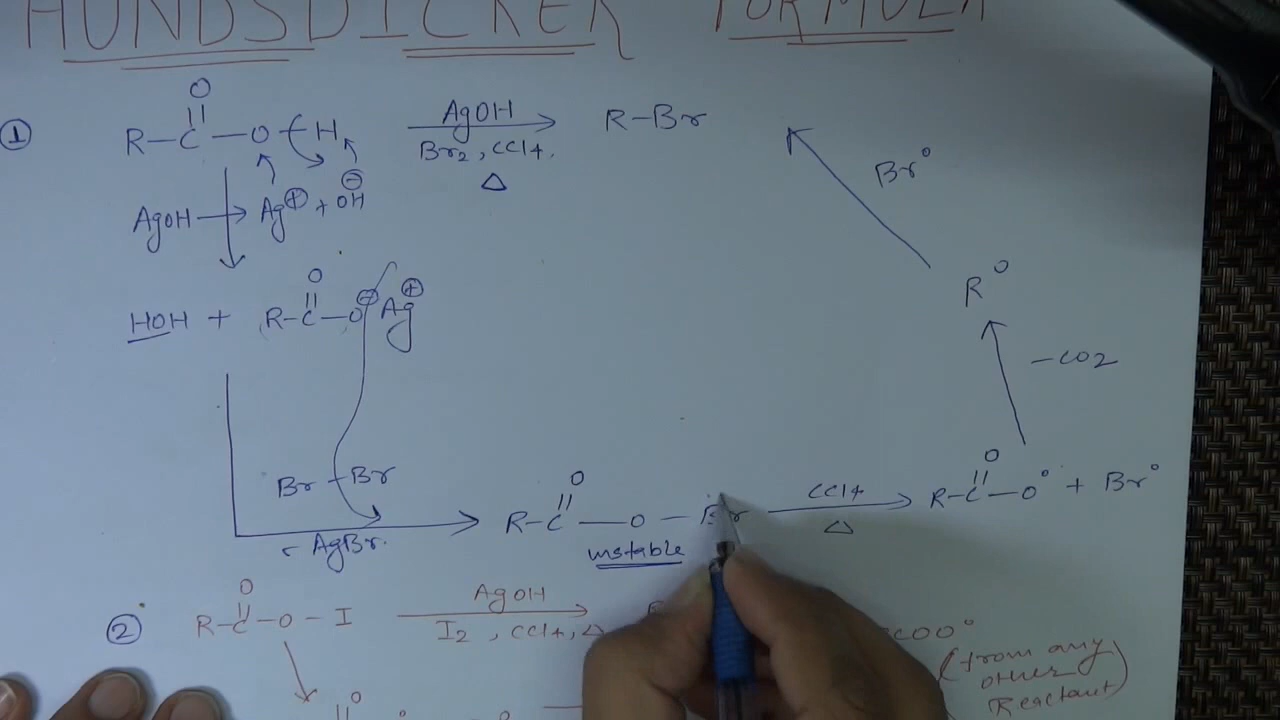 HUNDSDICKER FORMULA
① R-C(=O)-O-H AgOH Br2, CCl4, △ R-Br
Br°
AgOH → Ag⊕ + OH⊖
R°
HOH + R-C(=O)-O⊖ Ag⊕
-CO2
Br-Br
- AgBr.
R-C(=O)-O-Br CCl4 △ R-C(=O)-O° + Br°
unstable
② R-C(=O)-O-I AgOH I2, CCl4, △
COO°
(from any
other
Reactant)